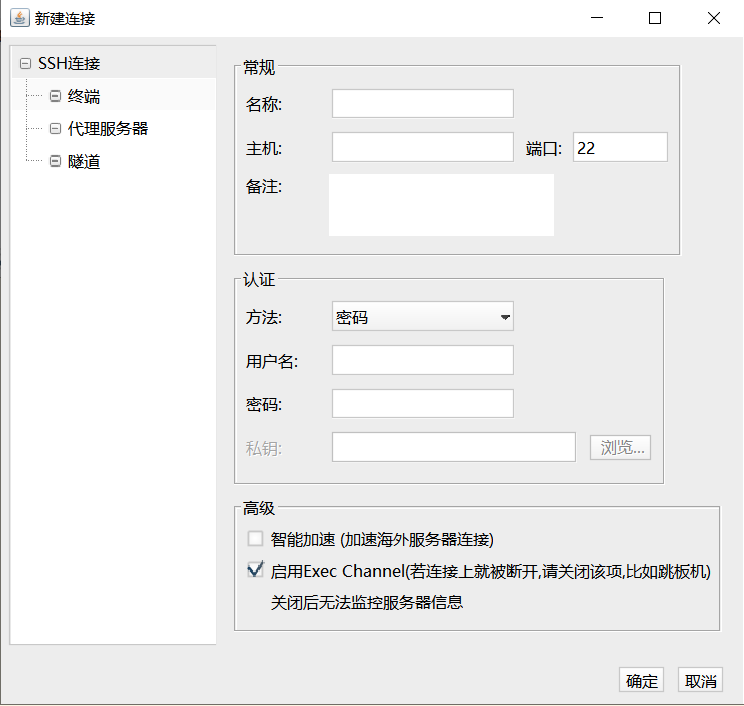 新建连接
SSH连接
终端
代理服务器
隧道
常规
名称:
主机:
端口: 22
备注:
认证
方法: 密码
用户名:
密码:
私钥: 浏览...
高级
智能加速 (加速海外服务器连接)
启用Exec Channel(若连接上就被断开,请关闭该项,比如跳板机)
关闭后无法监控服务器信息
确定 取消